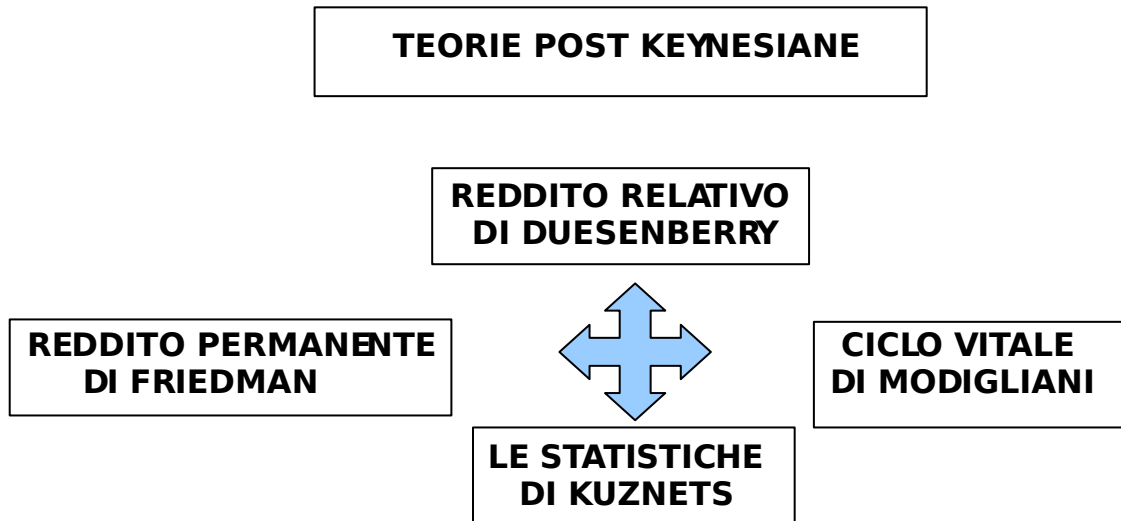 TEORIE POST KEYNESIANE
REDDITO RELATIVO
DI DUESENBERRY
REDDITO PERMANENTE
DI FRIEDMAN
CICLO VITALE
DI MODIGLIANI
LE STATISTICHE
DI KUZNETS